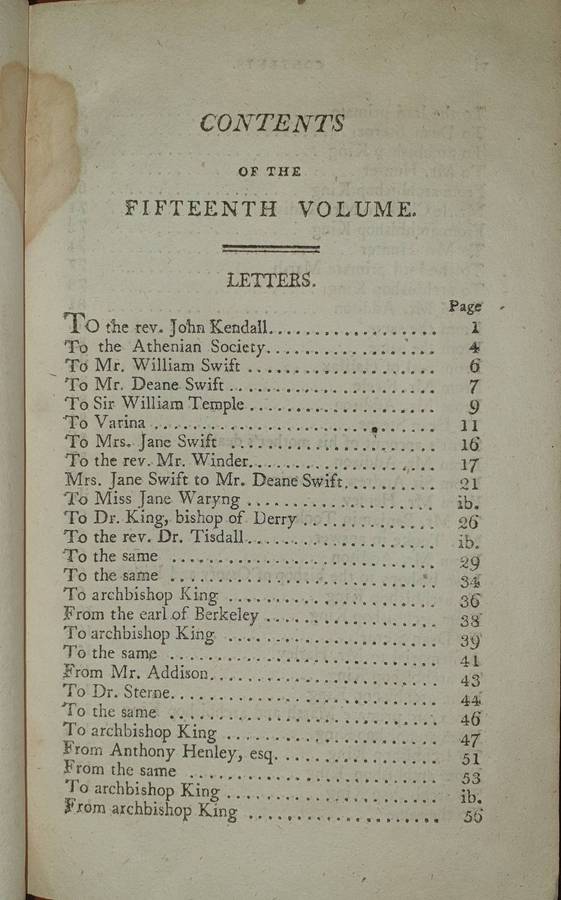 CONTENTS
OF THE
FIFTEENTH VOLUME.
LETTERS.
Page
TO the rev. John Kendall.................. 1
To the Athenian Society.................. 4
To Mr. William Swift .................. 6
To Mr. Deane Swift .................. 7
To Sir William Temple .................. 9
To Varina .................. 11
To Mrs. Jane Swift .................. 16
To the rev. Mr. Winder.................. 17
Mrs. Jane Swift to Mr. Deane Swift.......... 21
To Miss Jane Waryng .................. ib.
To Dr. King, bishop of Derry .............. 26
To the rev. Dr. Tisdall.................. ib.
To the same .................. 29
To the same .................. 34
To archbishop King .................. 36
From the earl of Berkeley .................. 38
To archbishop King .................. 39
To the same .................. 41
From Mr. Addison.................. 43
To Dr. Sterne.................. 44
To the same .................. 46
To archbishop King .................. 47
From Anthony Henley, esq. .................. 51
From the same .................. 53
To archbishop King .................. ib.
From archbishop King .................. 56